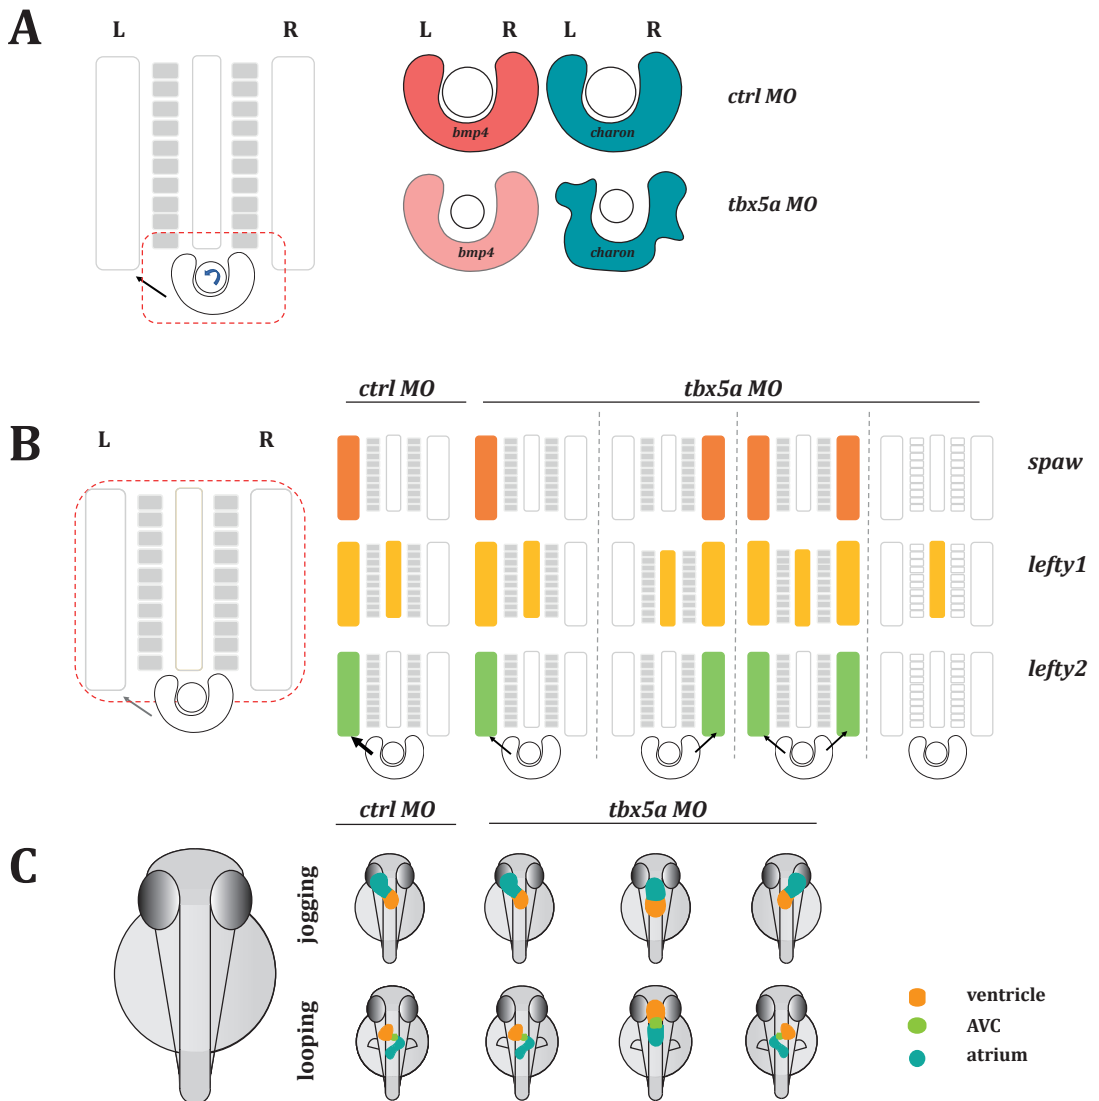 A
L R L R L R
bmp4 charon ctrl MO
bmp4 charon tbx5a MO
ctrl MO tbx5a MO
B
L R
spaw
lefty1
lefty2
ctrl MO tbx5a MO
C
jogging
looping
ventricle
AVC
atrium